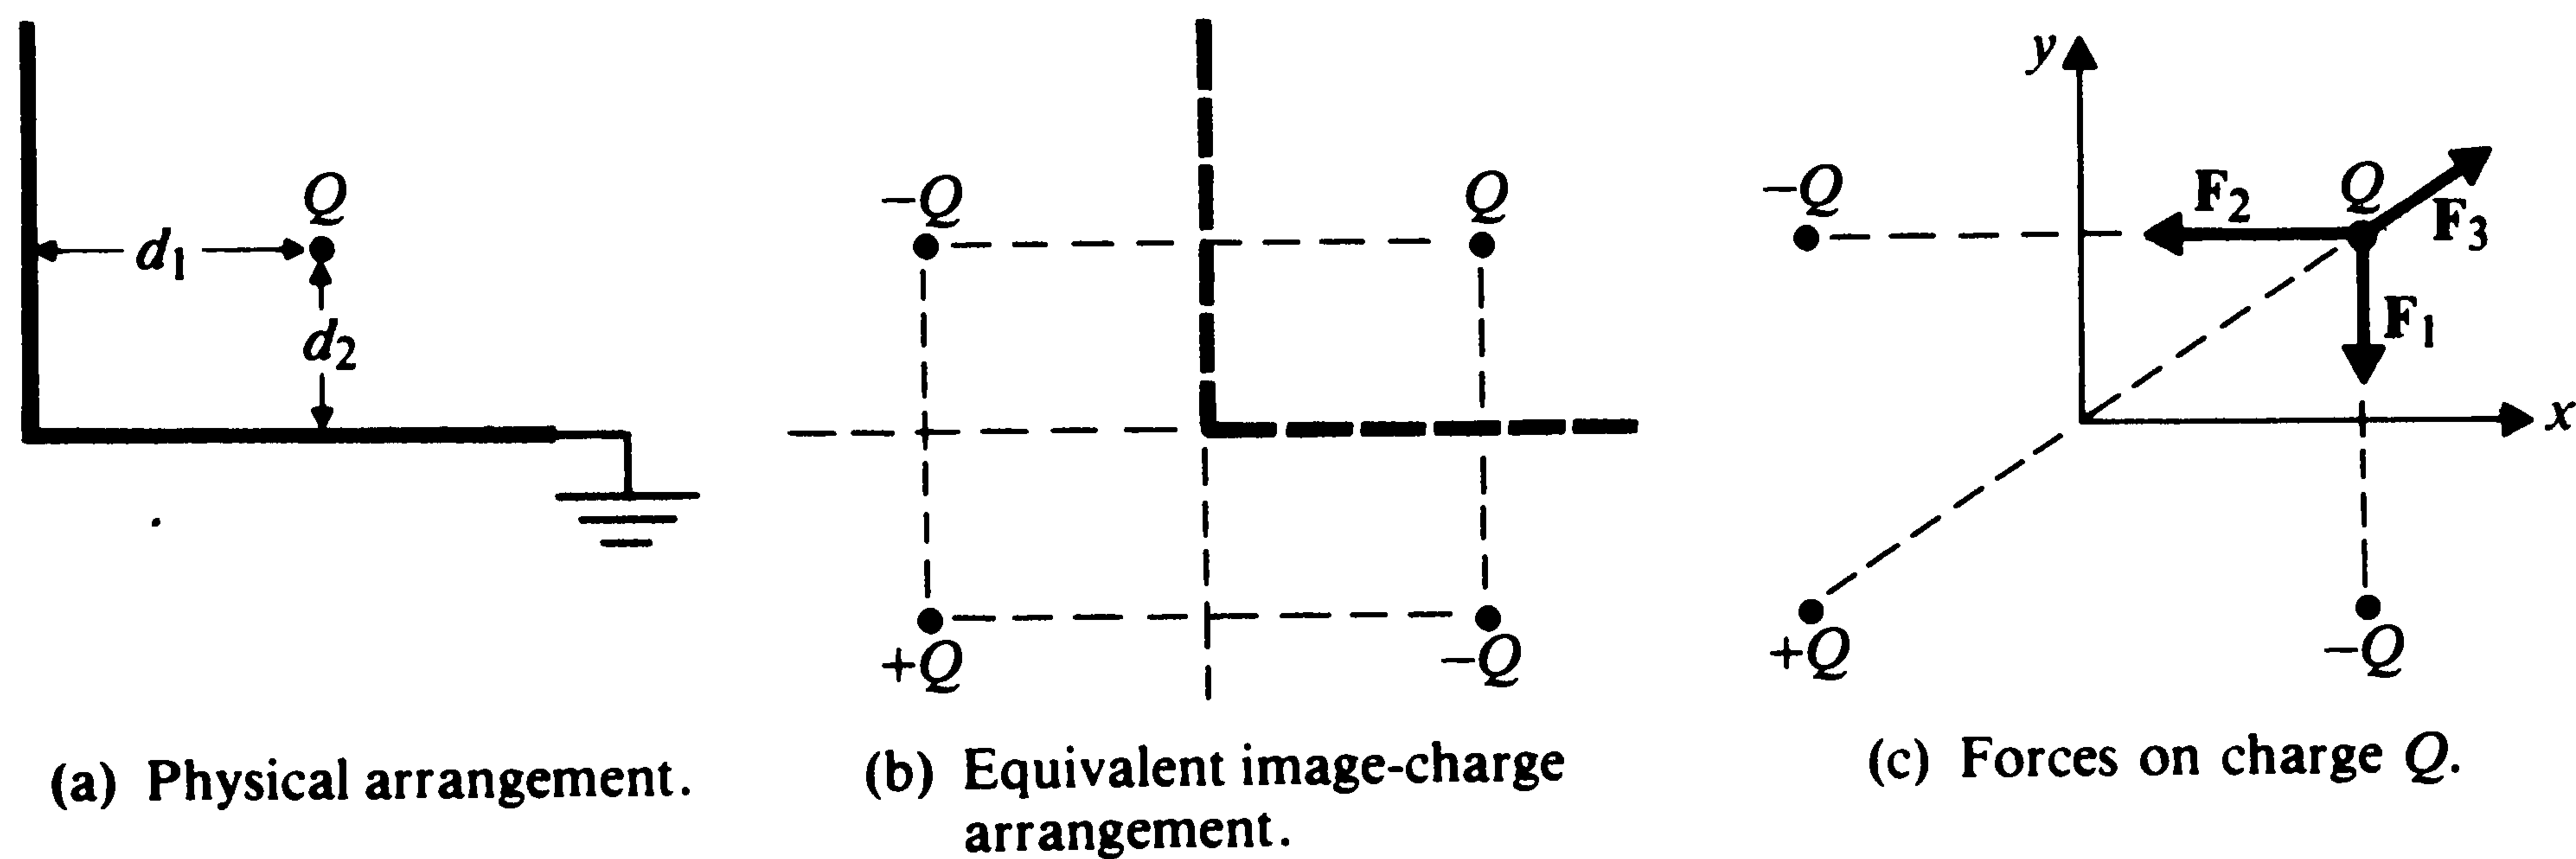 Q
d1
d2
(a) Physical arrangement.
−Q
Q
+Q
−Q
(b) Equivalent image-charge
arrangement.
y
−Q
F2
Q
F3
F1
x
+Q
−Q
(c) Forces on charge Q.